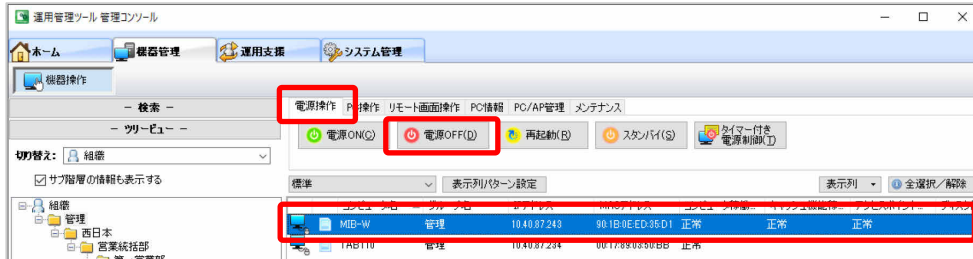 運用管理ツール 管理コンソール
ホーム 機器管理 運用支援 システム管理
機器操作
－ 検索 － 電源操作 PC操作 リモート画面操作 PC情報 PC/AP管理 メンテナンス
－ ツリービュー － 電源ON(C) 電源OFF(D) 再起動(R) スタンバイ(S) タイマー付き電源制御(T)
切り替え： 組織
サブ階層の情報も表示する 標準 表示列パターン設定 表示列 全選択/解除
組織
管理 MIB-W 管理 10.40.87.243 90:1B:0E:ED:35:D1 正常 正常 正常
西日本 TAB110 管理 10.40.87.234 正常
営業統括部